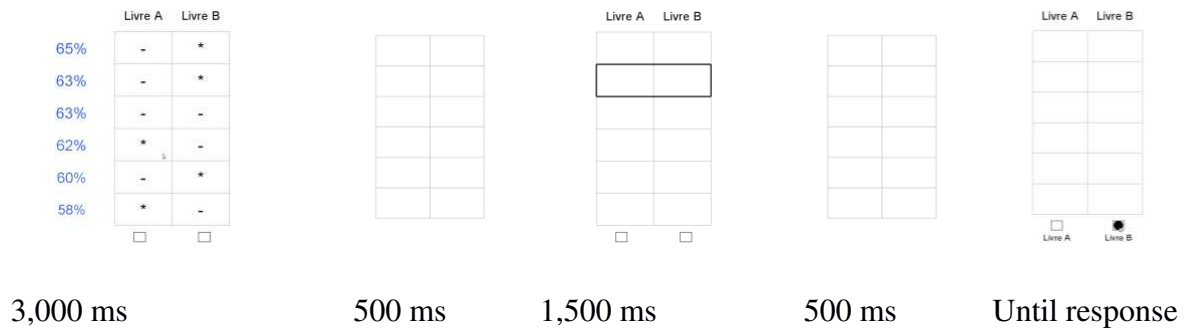 Livre A Livre B
65% - *
63% - *
63% - -
62% * -
60% - *
58% * -
Livre A Livre B
Livre A Livre B
Livre A Livre B
3,000 ms 500 ms 1,500 ms 500 ms Until response